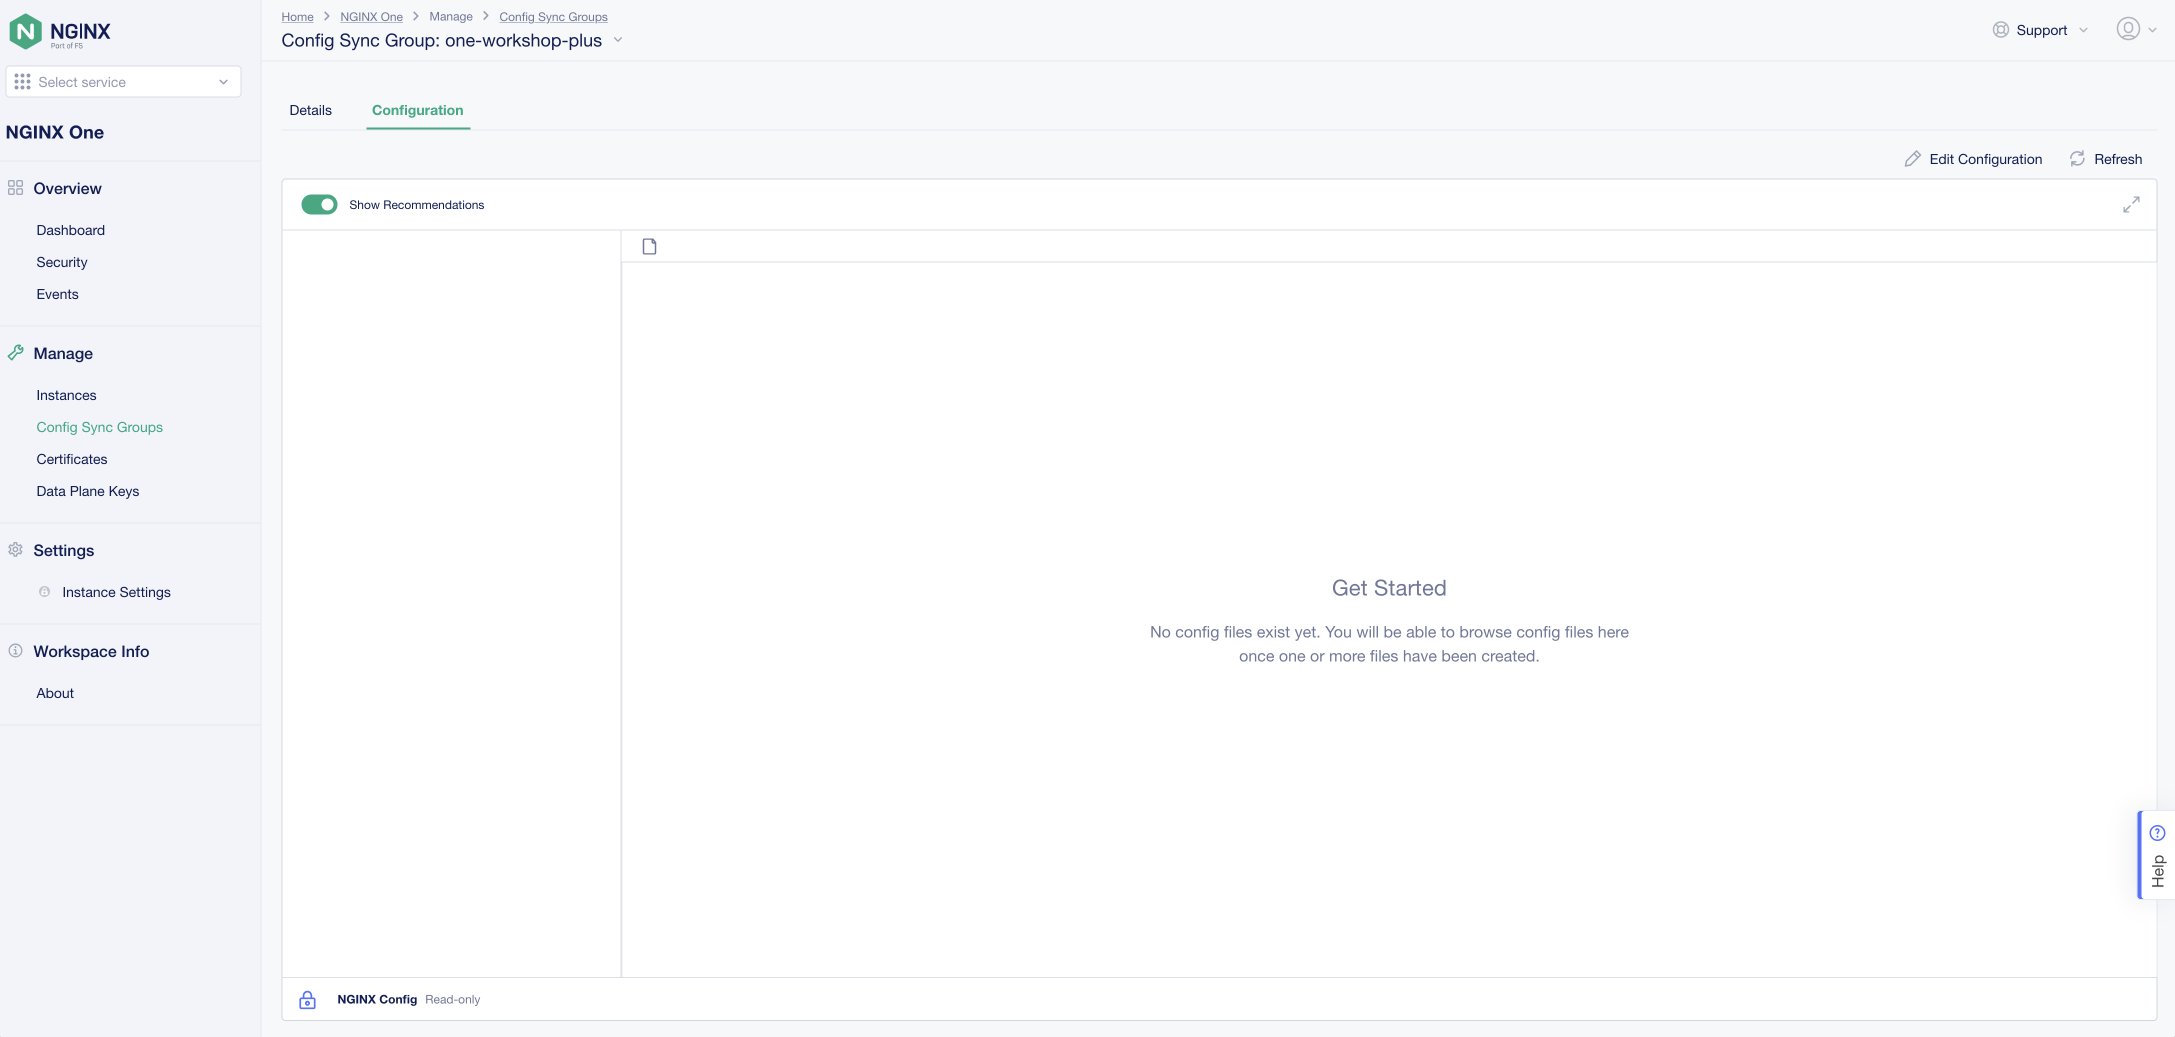 NGINX
Part of F5
Select service
NGINX One
Overview
Dashboard
Security
Events
Manage
Instances
Config Sync Groups
Certificates
Data Plane Keys
Settings
Instance Settings
Workspace Info
About
Home > NGINX One > Manage > Config Sync Groups
Config Sync Group: one-workshop-plus
Support
Details Configuration
Edit Configuration Refresh
Show Recommendations
Get Started
No config files exist yet. You will be able to browse config files here
once one or more files have been created.
Help
NGINX Config Read-only